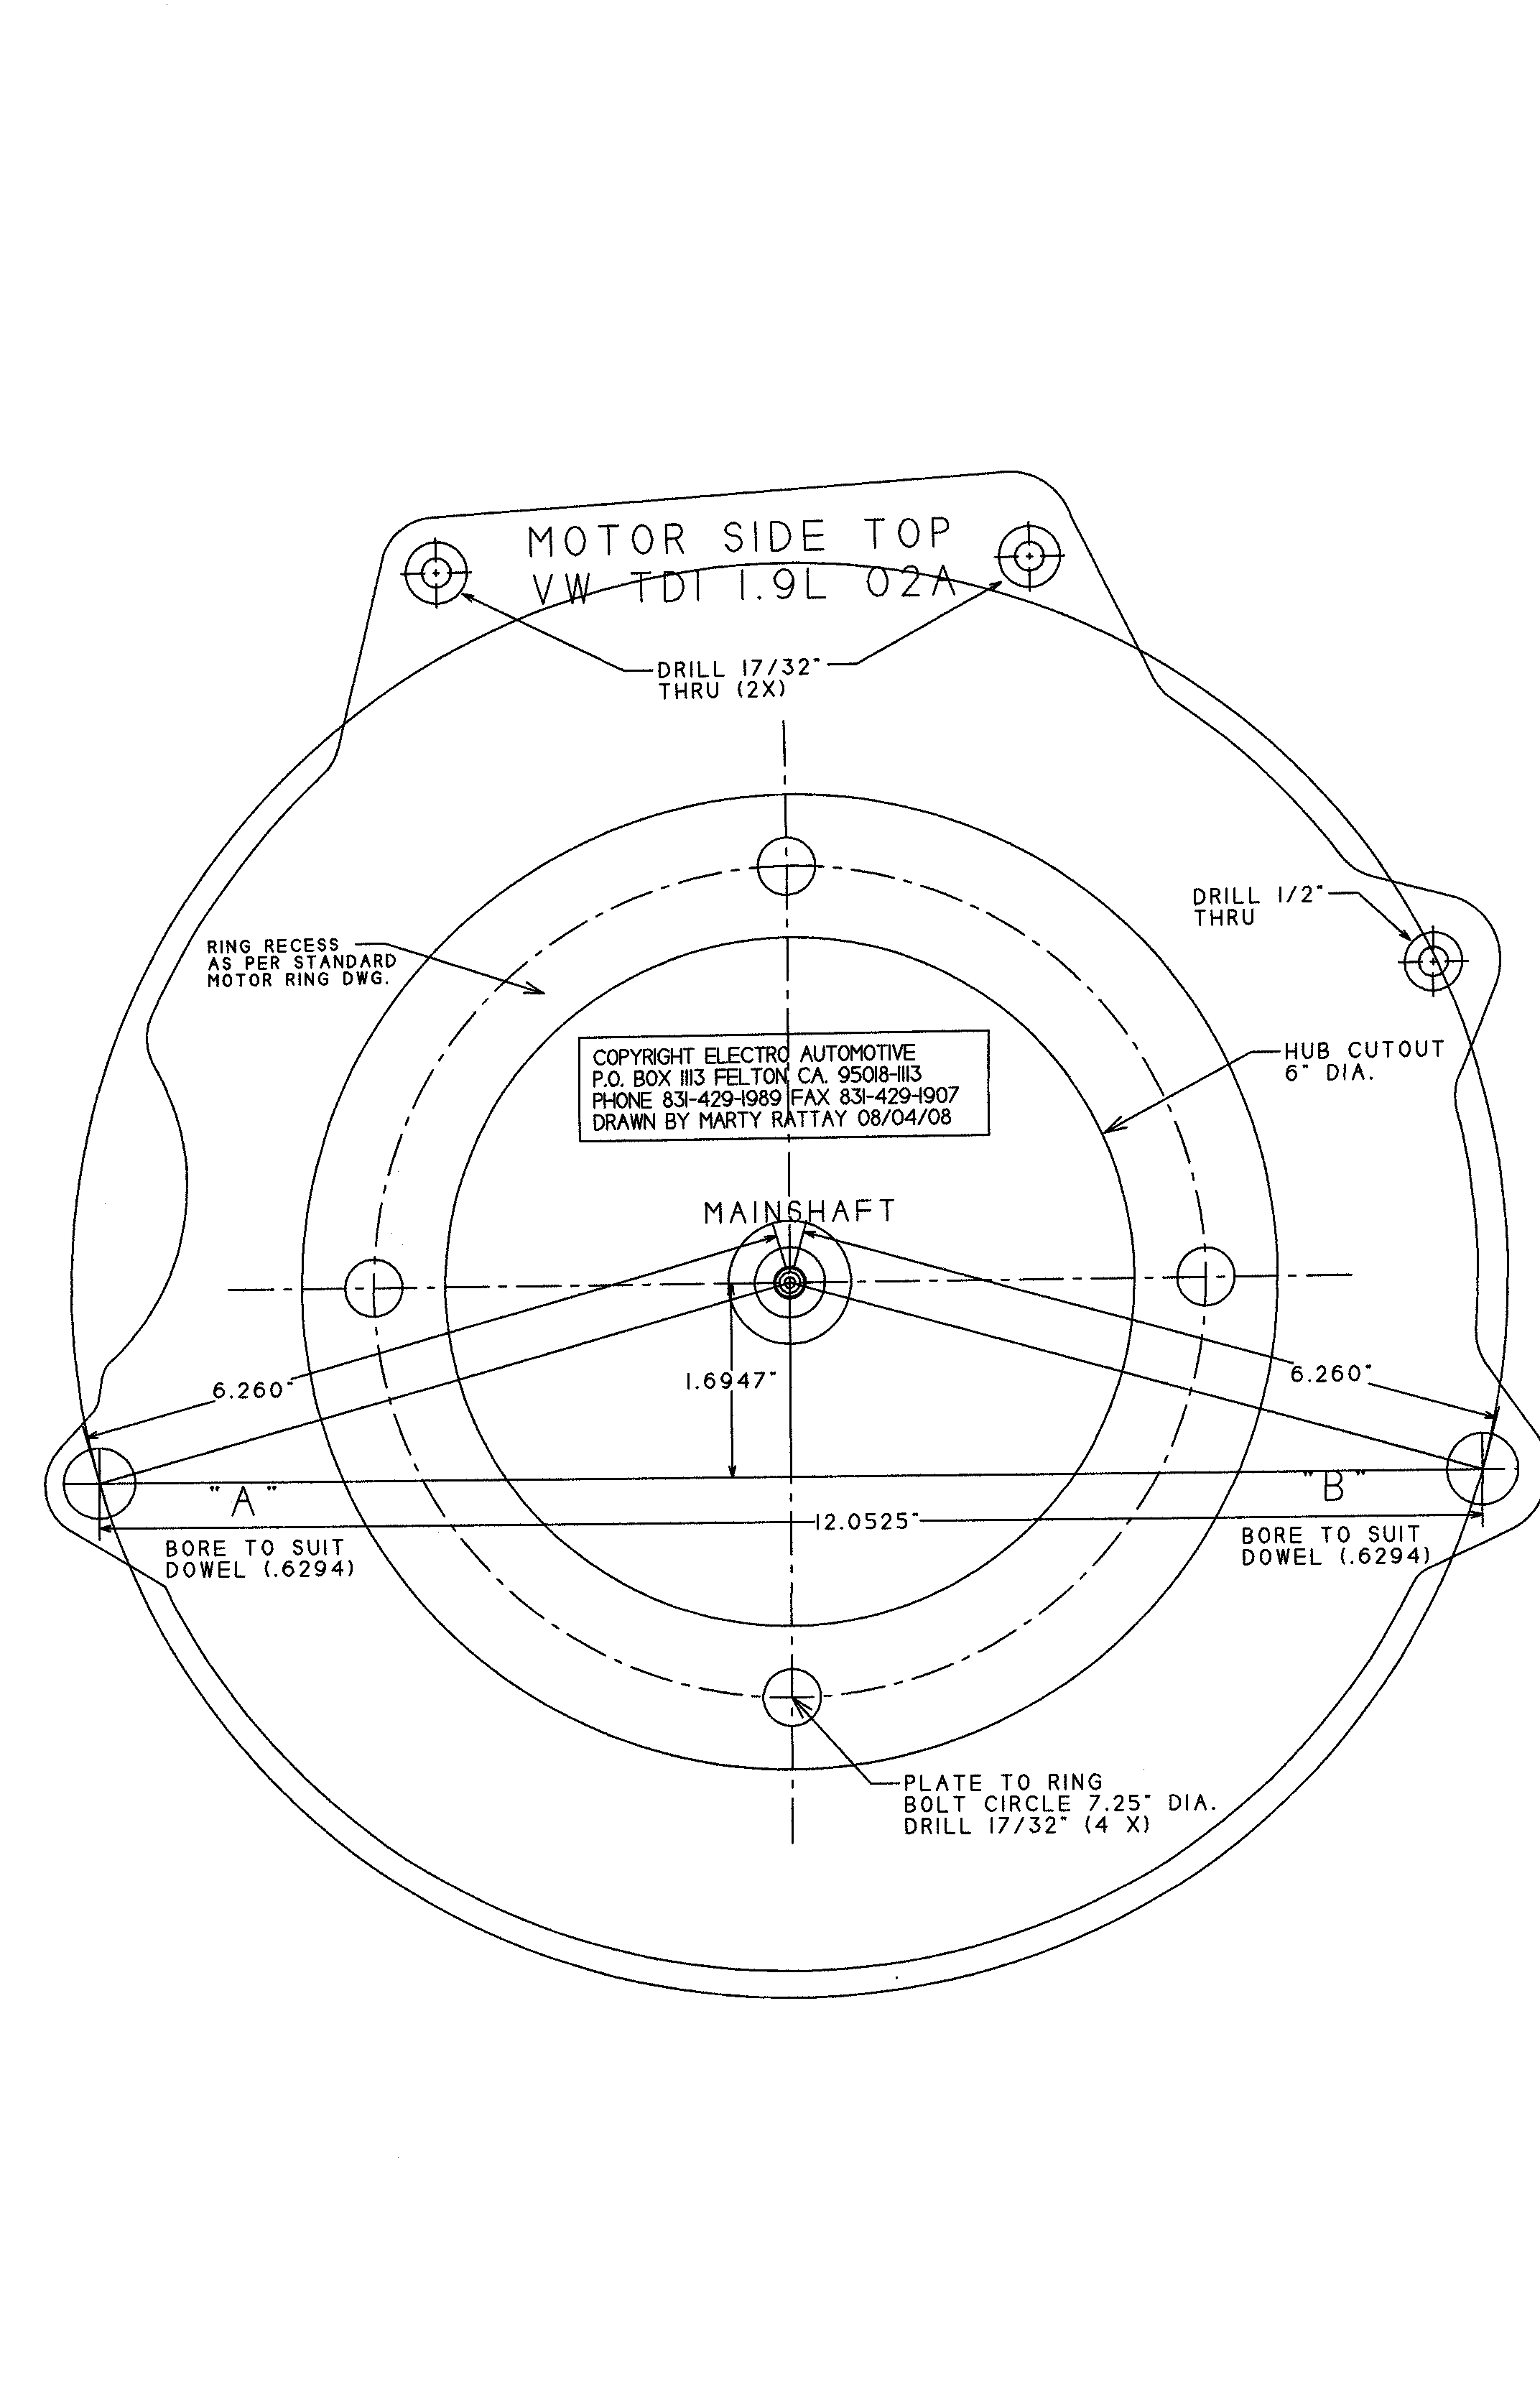 MOTOR SIDE TOP
VW TDI 1.9L 02A
DRILL 17/32"
THRU (2X)
DRILL 1/2"
THRU
RING RECESS
AS PER STANDARD
MOTOR RING DWG.
COPYRIGHT ELECTRO AUTOMOTIVE
P.O. BOX 1113 FELTON CA. 95018-1113
PHONE 831-429-1989 FAX 831-429-1907
DRAWN BY MARTY RATTAY 08/04/08
HUB CUTOUT
6" DIA.
MAINSHAFT
6.260"
1.6947"
6.260"
"A"
"B"
12.0525"
BORE TO SUIT
DOWEL (.6294)
BORE TO SUIT
DOWEL (.6294)
PLATE TO RING
BOLT CIRCLE 7.25" DIA.
DRILL 17/32" (4 X)